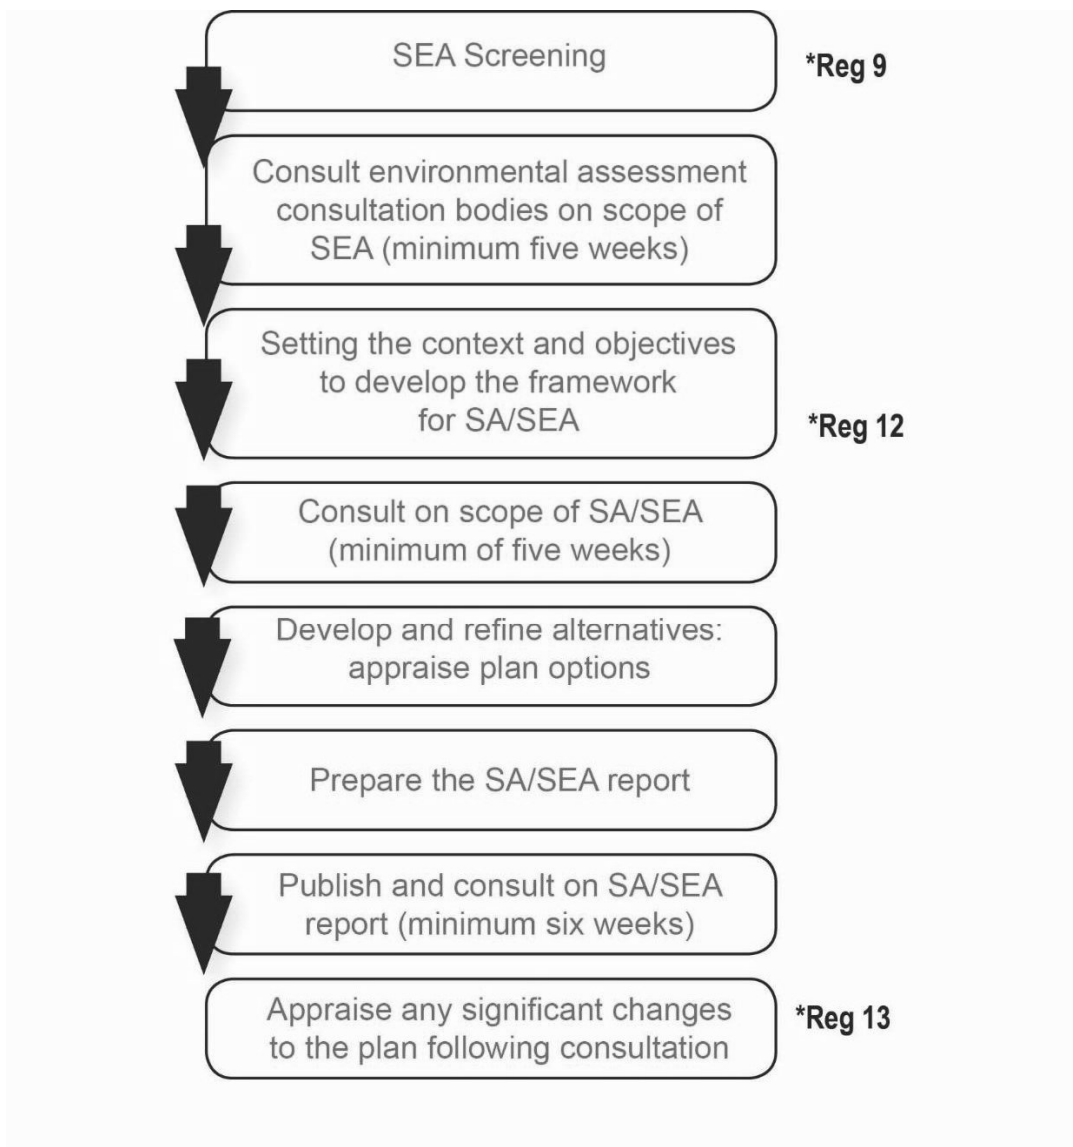 SEA Screening
*Reg 9
Consult environmental assessment
consultation bodies on scope of
SEA (minimum five weeks)
Setting the context and objectives
to develop the framework
for SA/SEA
*Reg 12
Consult on scope of SA/SEA
(minimum of five weeks)
Develop and refine alternatives:
appraise plan options
Prepare the SA/SEA report
Publish and consult on SA/SEA
report (minimum six weeks)
Appraise any significant changes
to the plan following consultation
*Reg 13